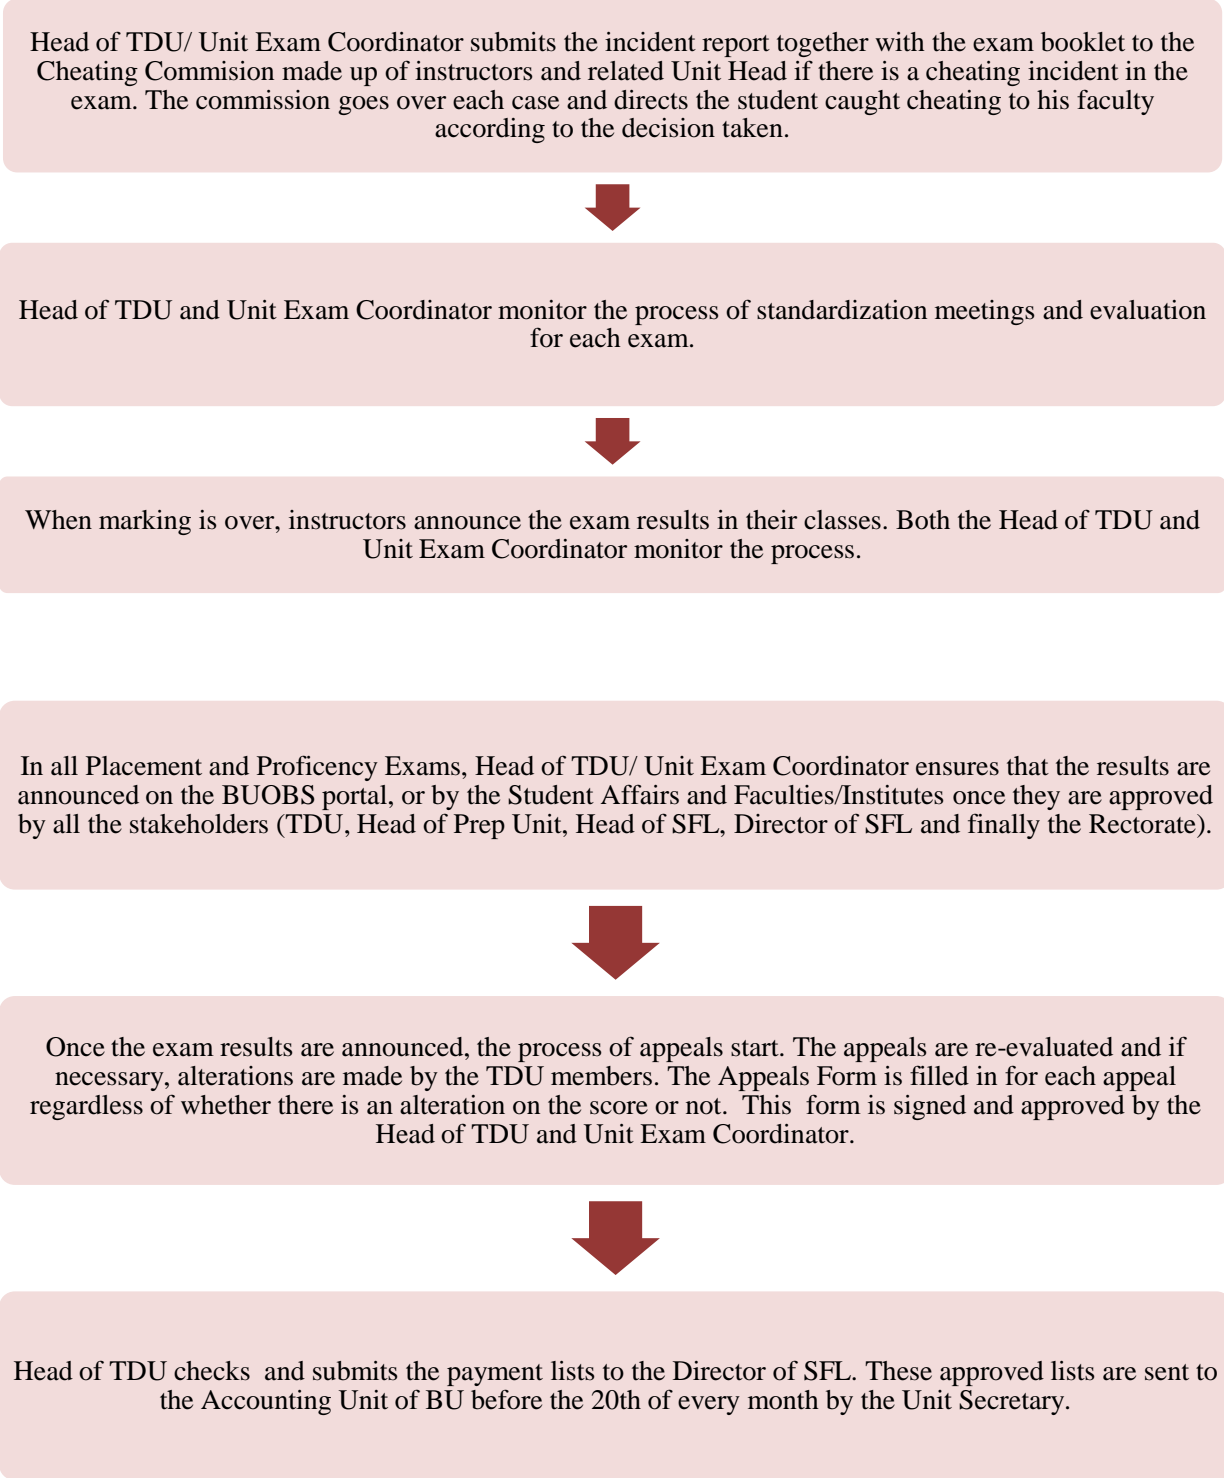 Head of TDU/ Unit Exam Coordinator submits the incident report together with the exam booklet to the
Cheating Commision made up of instructors and related Unit Head if there is a cheating incident in the
exam. The commission goes over each case and directs the student caught cheating to his faculty
according to the decision taken.
Head of TDU and Unit Exam Coordinator monitor the process of standardization meetings and evaluation
for each exam.
When marking is over, instructors announce the exam results in their classes. Both the Head of TDU and
Unit Exam Coordinator monitor the process.
In all Placement and Proficency Exams, Head of TDU/ Unit Exam Coordinator ensures that the results are
announced on the BUOBS portal, or by the Student Affairs and Faculties/Institutes once they are approved
by all the stakeholders (TDU, Head of Prep Unit, Head of SFL, Director of SFL and finally the Rectorate).
Once the exam results are announced, the process of appeals start. The appeals are re-evaluated and if
necessary, alterations are made by the TDU members. The Appeals Form is filled in for each appeal
regardless of whether there is an alteration on the score or not.  This  form is signed and approved by the
Head of TDU and Unit Exam Coordinator.
Head of TDU checks  and submits the payment lists to the Director of SFL. These approved lists are sent to
the Accounting Unit of BU before the 20th of every month by the Unit Secretary.